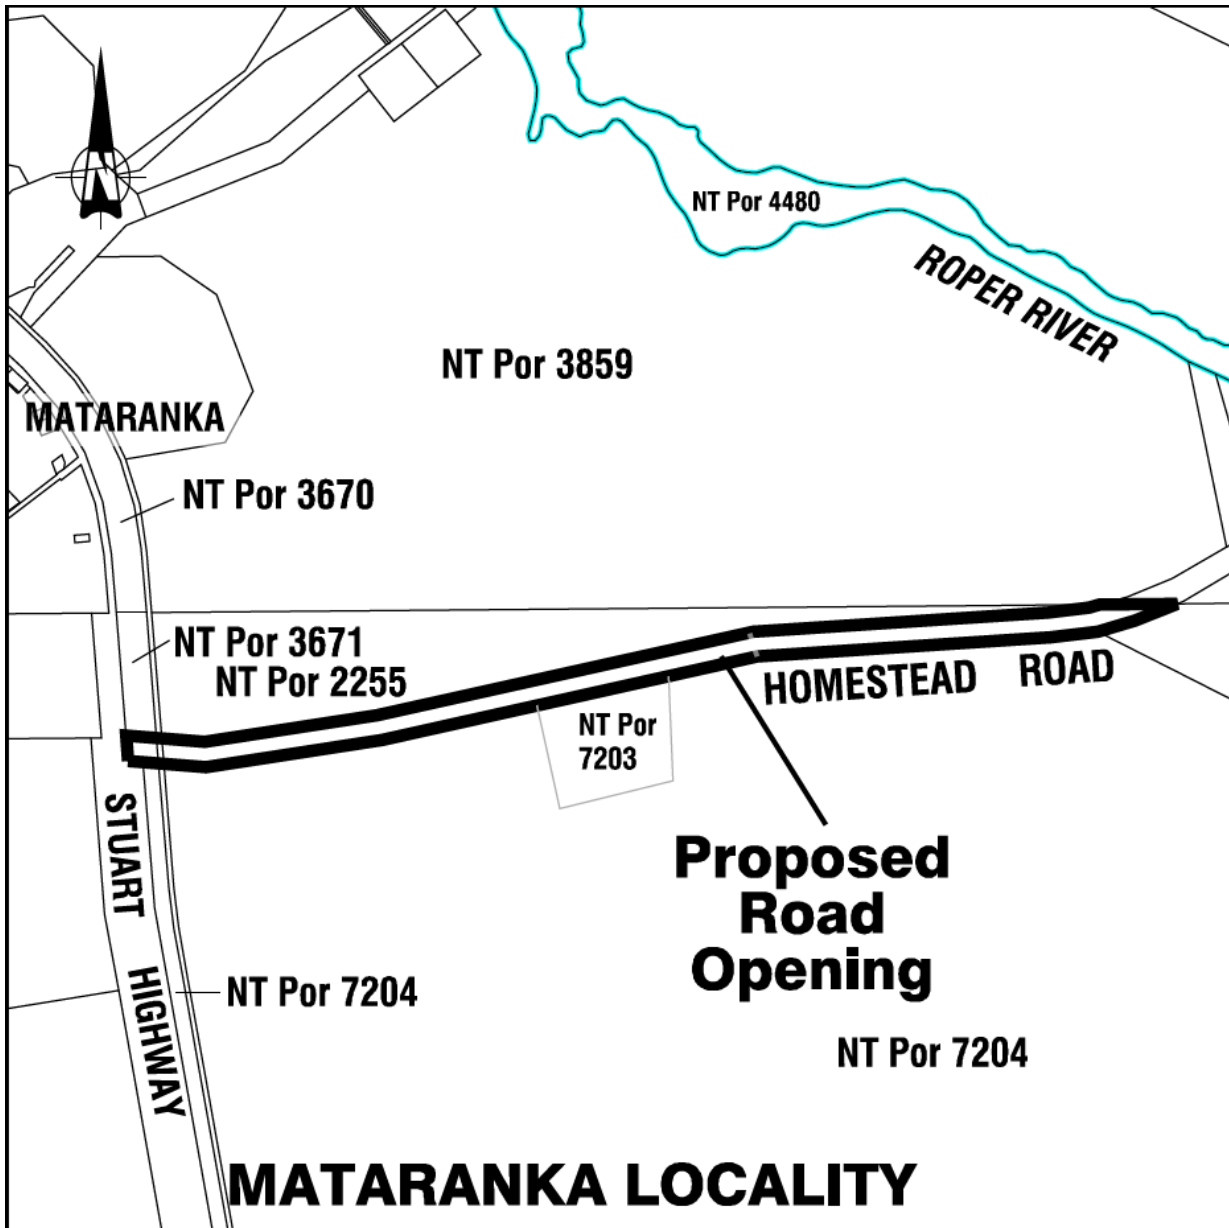 NT Por 4480
ROPER RIVER
NT Por 3859
MATARANKA
NT Por 3670
NT Por 3671
NT Por 2255
HOMESTEAD ROAD
NT Por
7203
STUART HIGHWAY
Proposed
Road
Opening
NT Por 7204
NT Por 7204
MATARANKA LOCALITY